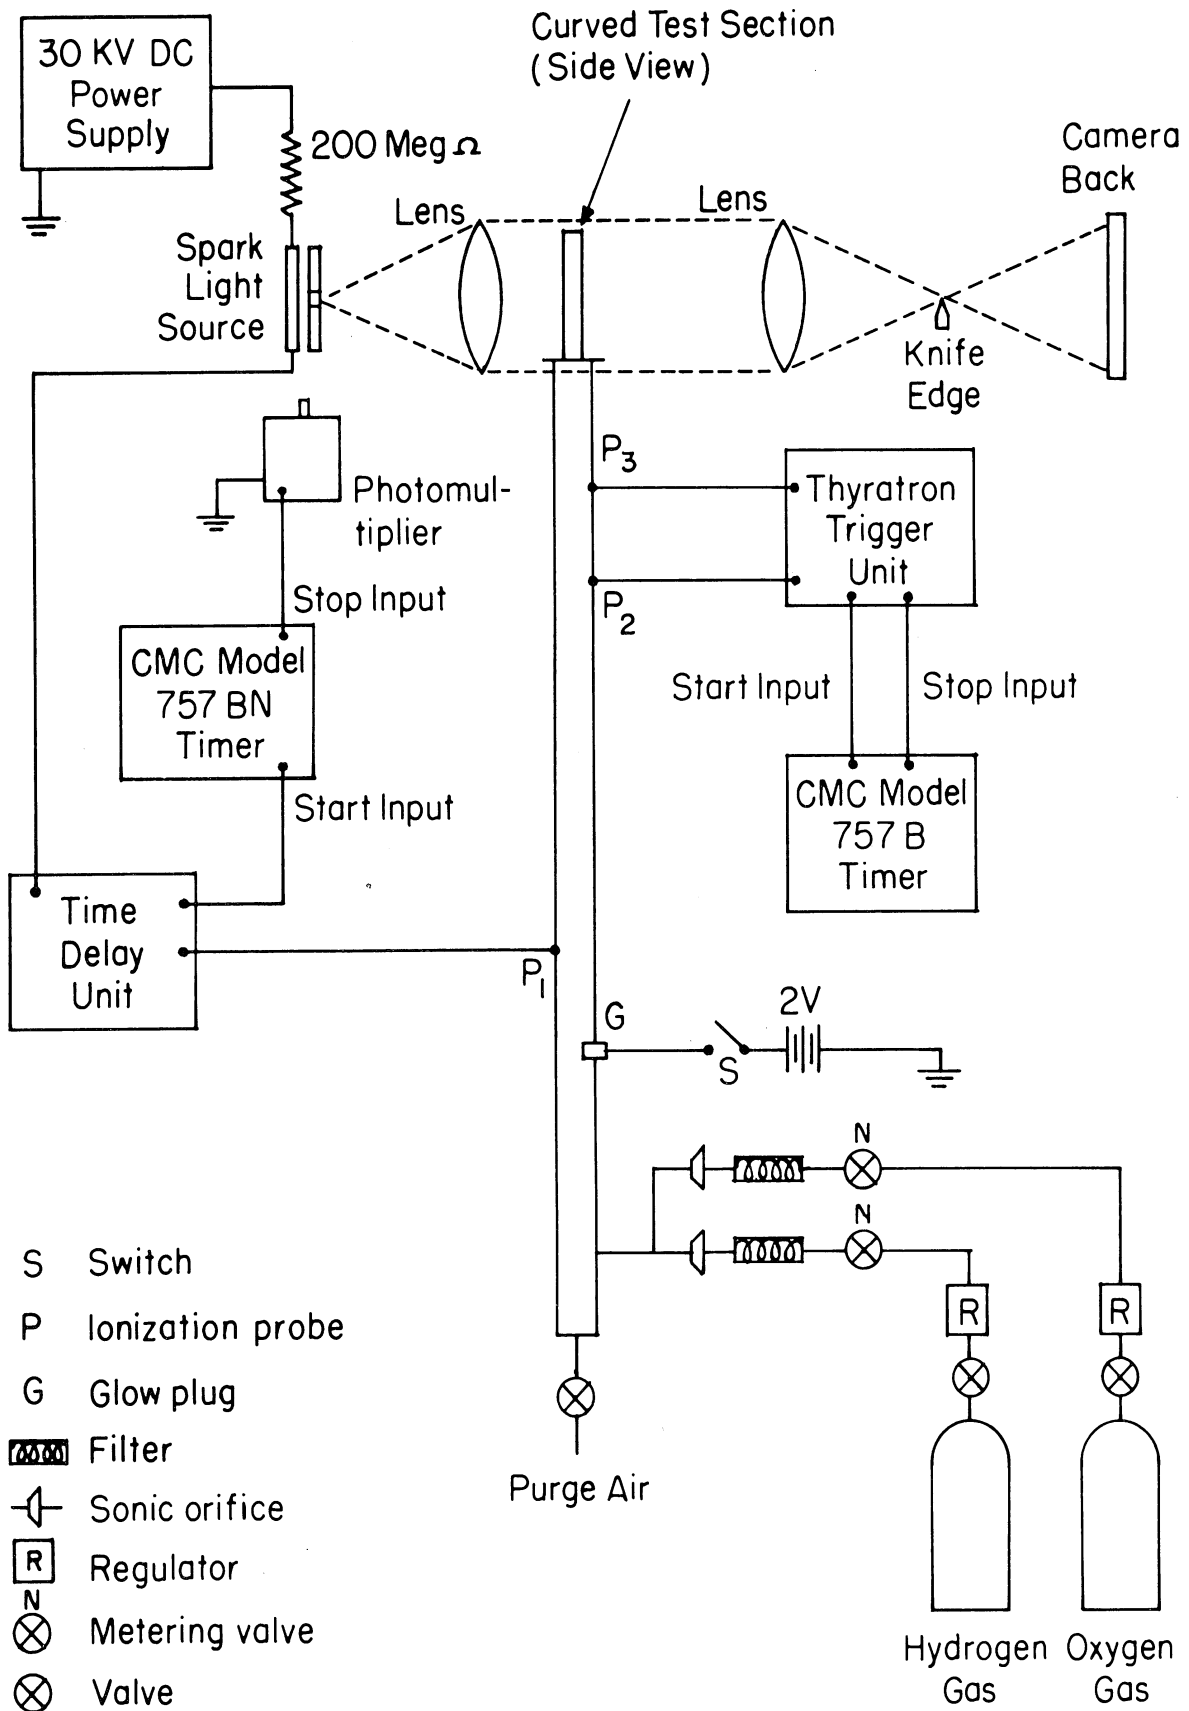 30 KV DC
Power
Supply
200 Meg Ω
Curved Test Section
(Side View)
Camera
Back
Lens
Lens
Spark
Light
Source
Knife
Edge
P3
Photomul-
tiplier
Thyratron
Trigger
Unit
P2
Stop Input
CMC Model
757 BN
Timer
Start Input
Stop Input
Start Input
CMC Model
757 B
Timer
Time
Delay
Unit
P1
G
2V
S
N
N
R
R
S Switch
P Ionization probe
G Glow plug
Filter
Sonic orifice
R Regulator
N
Metering valve
Valve
Purge Air
Hydrogen
Gas
Oxygen
Gas